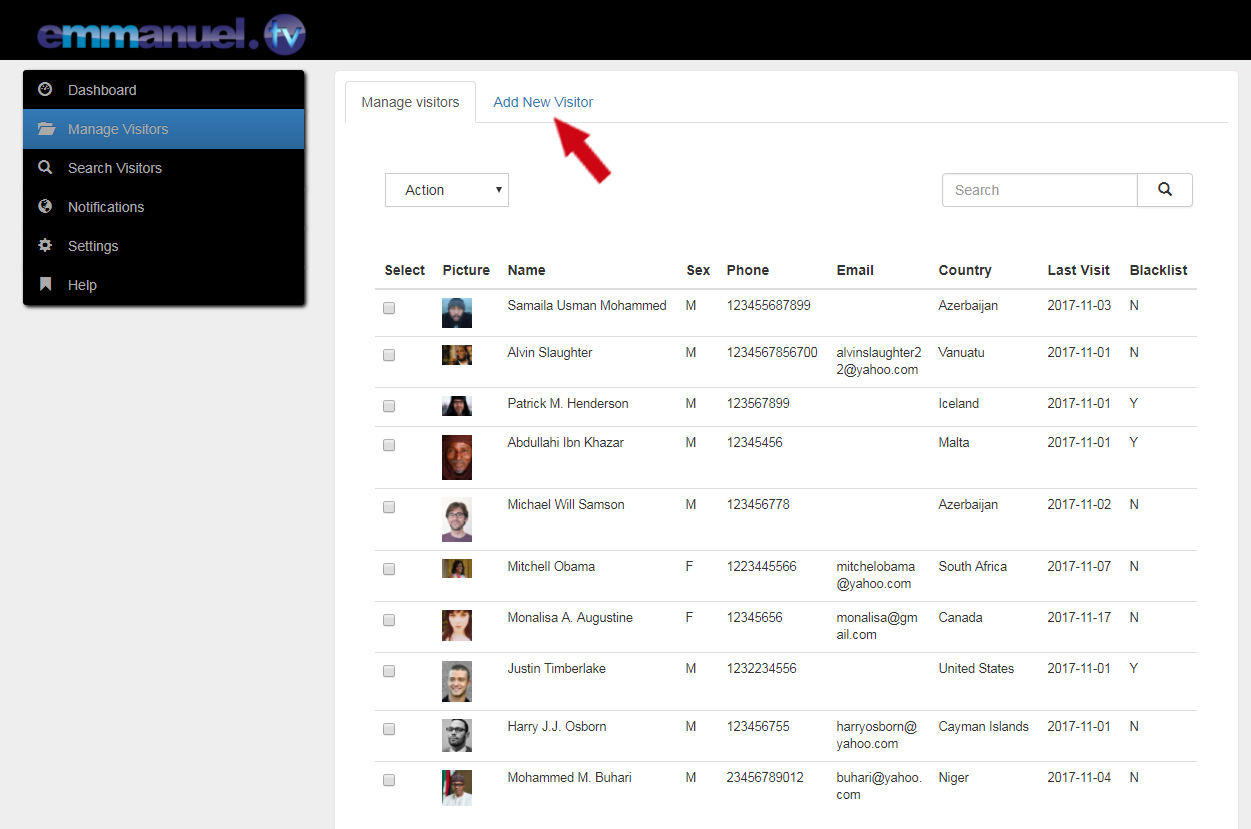 emmanuel.tv
Dashboard
Manage Visitors
Search Visitors
Notifications
Settings
Help
Manage visitors Add New Visitor
Action Search
Select Picture Name Sex Phone Email Country Last Visit Blacklist
Samaila Usman Mohammed M 123455687899 Azerbaijan 2017-11-03 N
Alvin Slaughter M 1234567856700 alvinslaughter2 Vanuatu 2017-11-01 N
2@yahoo.com
Patrick M. Henderson M 123567899 Iceland 2017-11-01 Y
Abdullahi Ibn Khazar M 12345456 Malta 2017-11-01 Y
Michael Will Samson M 123456778 Azerbaijan 2017-11-02 N
Mitchell Obama F 1223445566 mitchelobama South Africa 2017-11-07 N
@yahoo.com
Monalisa A. Augustine F 12345656 monalisa@gm Canada 2017-11-17 N
ail.com
Justin Timberlake M 1232234556 United States 2017-11-01 Y
Harry J.J. Osborn M 123456755 harryosborn@ Cayman Islands 2017-11-01 N
yahoo.com
Mohammed M. Buhari M 23456789012 buhari@yahoo. Niger 2017-11-04 N
com